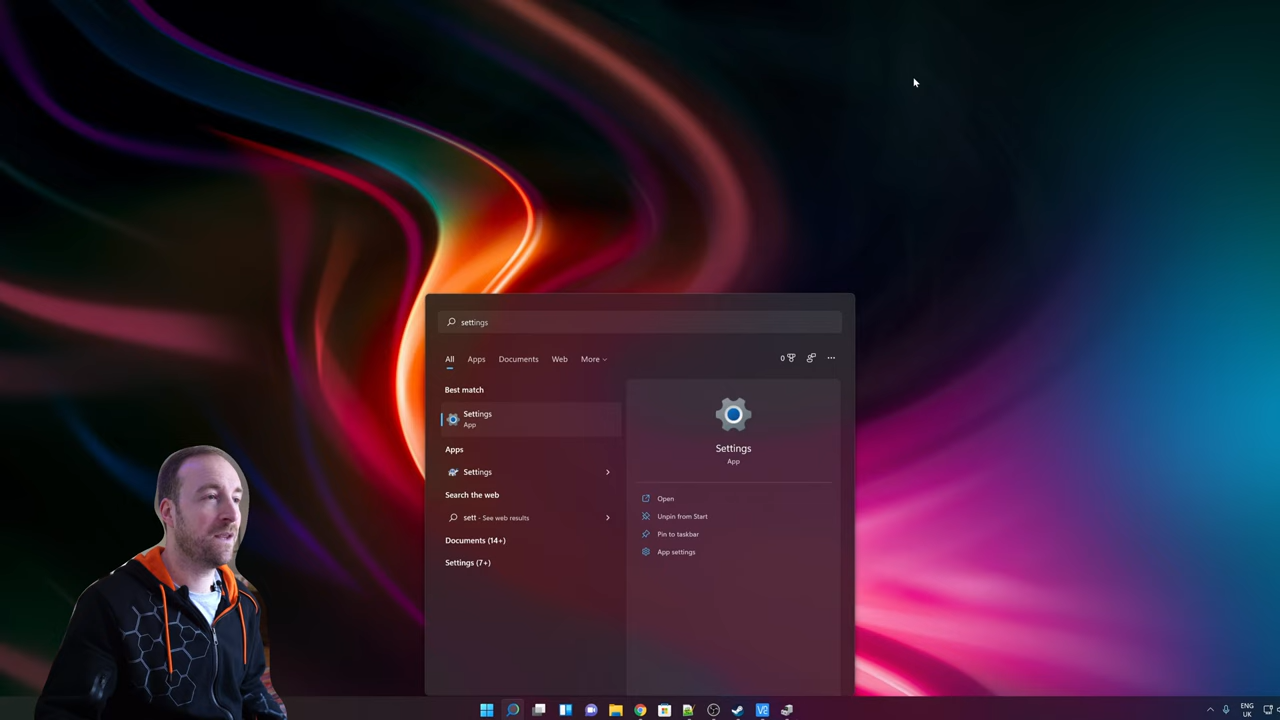 settings
All Apps Documents Web More
0
Best match
Settings
App
Apps
Settings
Search the web
sett - See web results
Documents (14+)
Settings (7+)
Settings
App
Open
Unpin from Start
Pin to taskbar
App settings
VC
ENG
UK